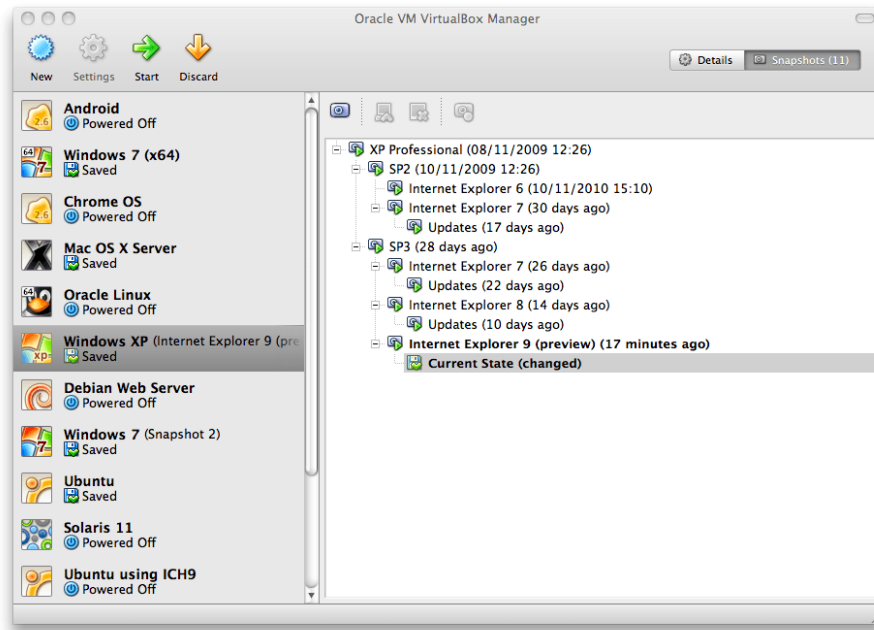 Oracle VM VirtualBox Manager
New Settings Start Discard
Details Snapshots (11)
Android
Powered Off
64 Windows 7 (x64)
Saved
Chrome OS
Powered Off
Mac OS X Server
Saved
64 Oracle Linux
Powered Off
Windows XP (Internet Explorer 9 (pre
Saved
Debian Web Server
Powered Off
Windows 7 (Snapshot 2)
Saved
Ubuntu
Saved
Solaris 11
Powered Off
Ubuntu using ICH9
Powered Off
XP Professional (08/11/2009 12:26)
SP2 (10/11/2009 12:26)
Internet Explorer 6 (10/11/2010 15:10)
Internet Explorer 7 (30 days ago)
Updates (17 days ago)
SP3 (28 days ago)
Internet Explorer 7 (26 days ago)
Updates (22 days ago)
Internet Explorer 8 (14 days ago)
Updates (10 days ago)
Internet Explorer 9 (preview) (17 minutes ago)
Current State (changed)